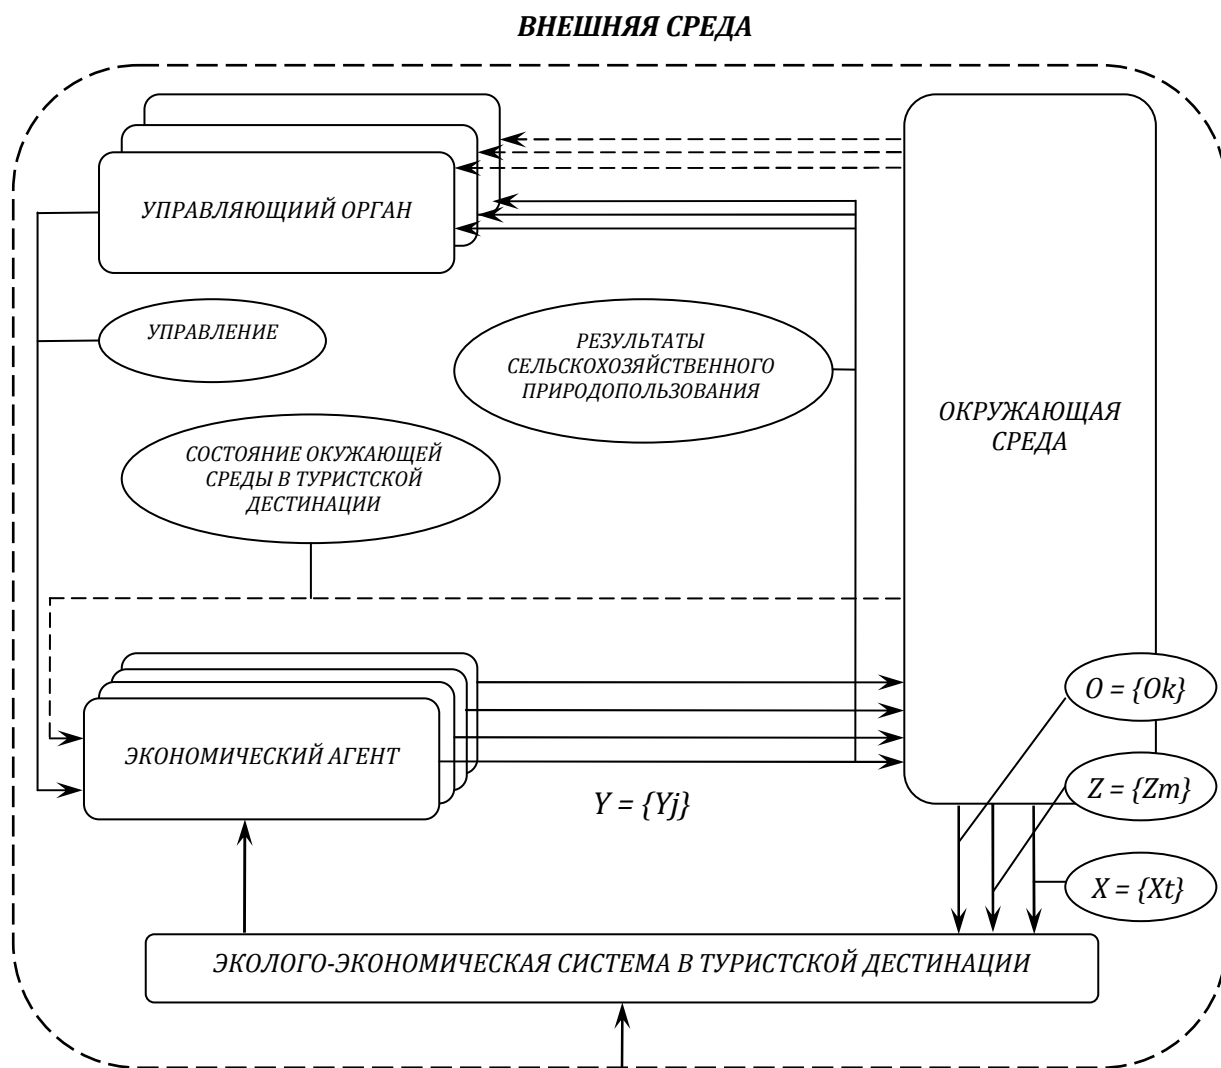 ВНЕШНЯЯ СРЕДА
УПРАВЛЯЮЩИИЙ ОРГАН
УПРАВЛЕНИЕ
РЕЗУЛЬТАТЫ
СЕЛЬСКОХОЗЯЙСТВЕННОГО
ПРИРОДОПОЛЬЗОВАНИЯ
ОКРУЖАЮЩАЯ
СРЕДА
СОСТОЯНИЕ ОКУЖАЮЩЕЙ
СРЕДЫ В ТУРИСТСКОЙ
ДЕСТИНАЦИИ
O = {Ok}
ЭКОНОМИЧЕСКИЙ АГЕНТ
Z = {Zm}
Y = {Yj}
X = {Xt}
ЭКОЛОГО-ЭКОНОМИЧЕСКАЯ СИСТЕМА В ТУРИСТСКОЙ ДЕСТИНАЦИИ